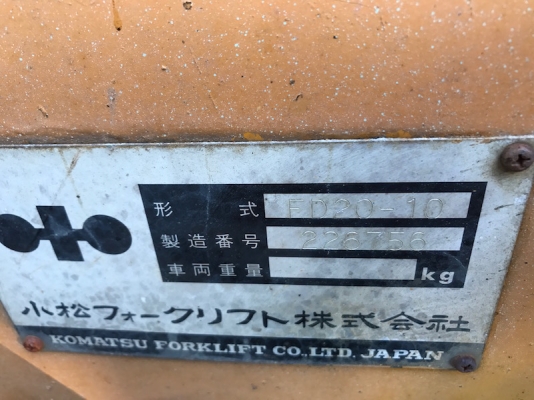 形式 FD20-10
製造番号 226756
車両重量 kg
小松フォークリフト株式会社
KOMATSU FORKLIFT CO.,LTD. JAPAN